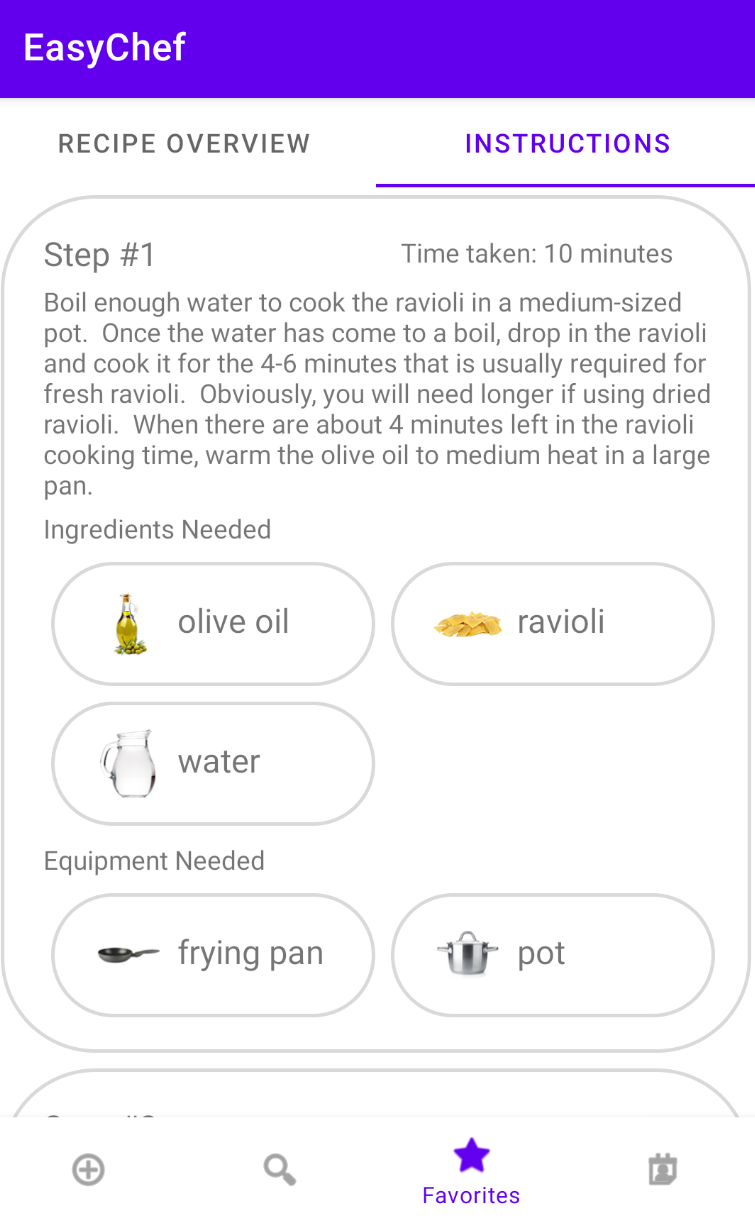 EasyChef
RECIPE OVERVIEW
INSTRUCTIONS
Step #1
Time taken: 10 minutes
Boil enough water to cook the ravioli in a medium-sized
pot.  Once the water has come to a boil, drop in the ravioli
and cook it for the 4-6 minutes that is usually required for
fresh ravioli.  Obviously, you will need longer if using dried
ravioli.  When there are about 4 minutes left in the ravioli
cooking time, warm the olive oil to medium heat in a large
pan.
Ingredients Needed
olive oil
ravioli
water
Equipment Needed
frying pan
pot
Favorites